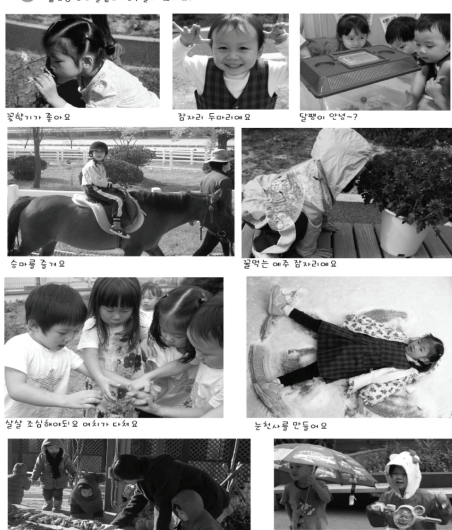 꽃향기가 좋아요
잠자리 두마리예요
달팽이 안녕~?
승마를 즐겨요
꿀먹는 예주 잠자리예요
살살 조심해야되요 여치가 다쳐요
눈천사를 만들어요